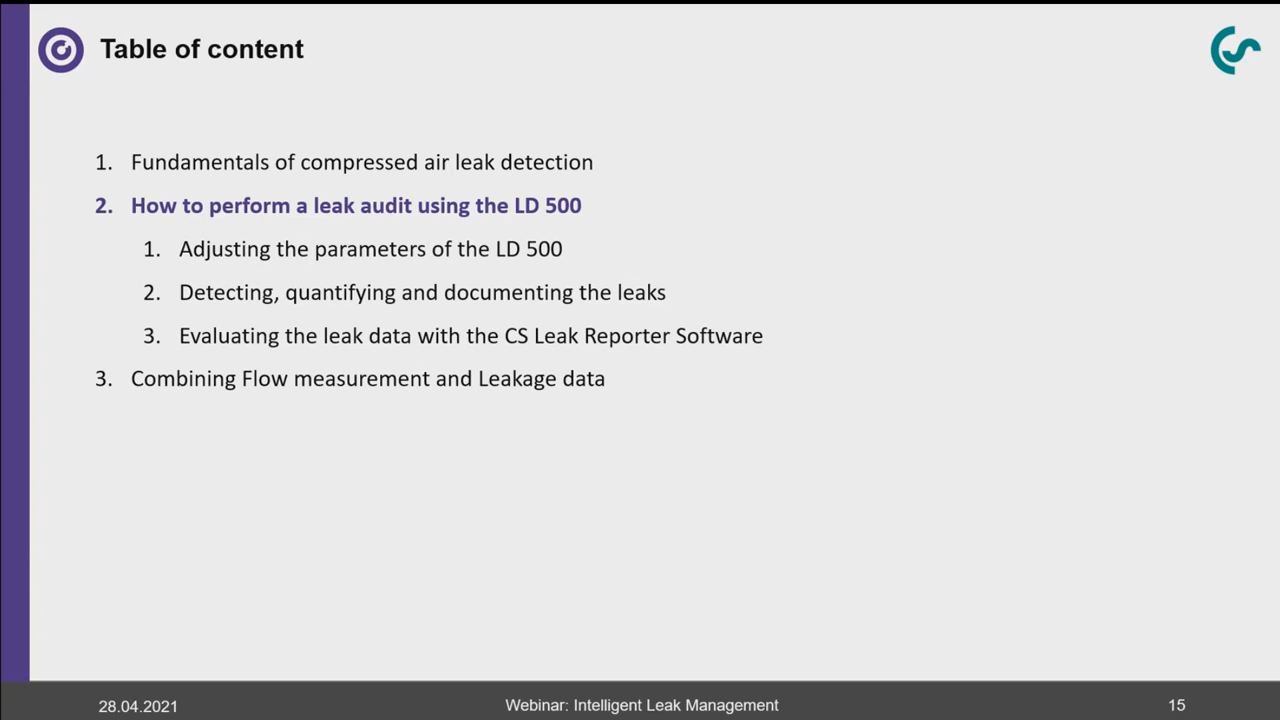 Table of content
1. Fundamentals of compressed air leak detection
2. How to perform a leak audit using the LD 500
1. Adjusting the parameters of the LD 500
2. Detecting, quantifying and documenting the leaks
3. Evaluating the leak data with the CS Leak Reporter Software
3. Combining Flow measurement and Leakage data
28.04.2021
Webinar: Intelligent Leak Management
15